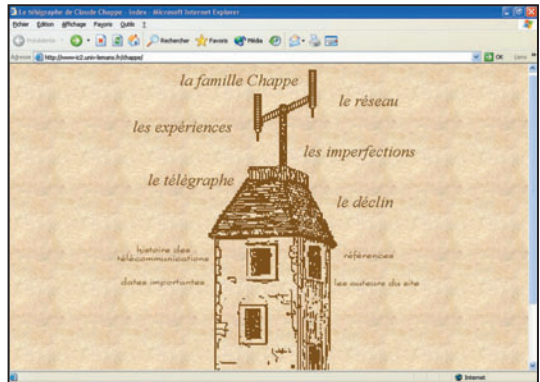 Le télégraphe de Claude Chappe - index - Microsoft Internet Explorer
Fichier Edition Affichage Favoris Outils ?
Rechercher Favoris Média
Adresse http://www-ic2.univ-lemans.fr/chappe/ OK Liens
la famille Chappe
le réseau
les expériences
les imperfections
le télégraphe
le déclin
histoire des
télécommunications
références
dates importantes
les auteurs du site
Internet